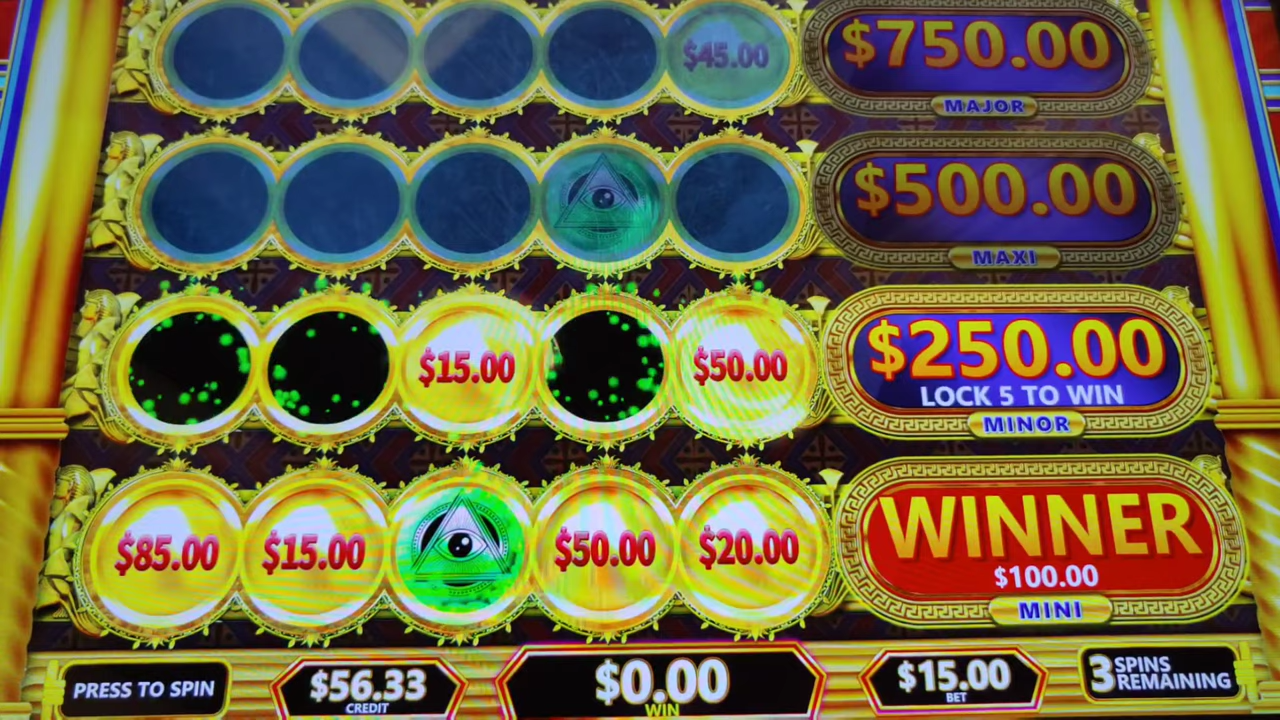 $45.00
$750.00
MAJOR
$500.00
MAXI
$15.00
$50.00
$250.00
LOCK 5 TO WIN
MINOR
$85.00
$15.00
$50.00
$20.00
WINNER
$100.00
MINI
PRESS TO SPIN
$56.33
CREDIT
$0.00
WIN
$15.00
BET
3 SPINS
REMAINING